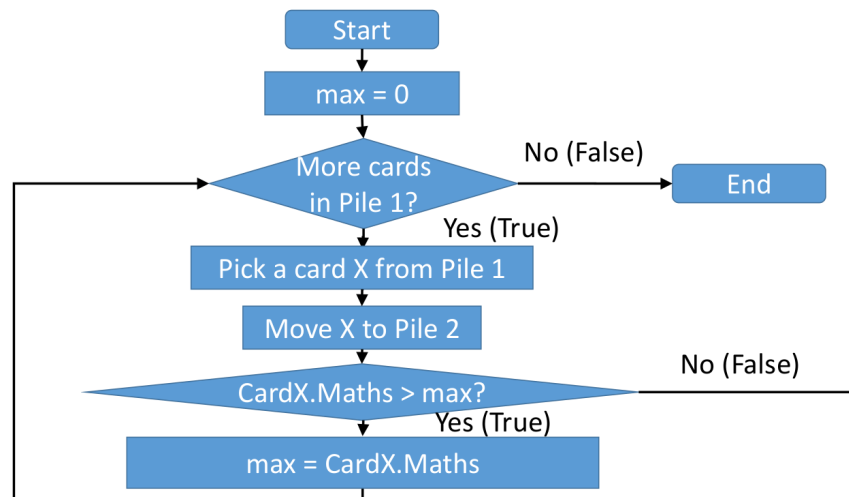 Start
max = 0
More cards
in Pile 1?
No (False)
End
Yes (True)
Pick a card X from Pile 1
Move X to Pile 2
CardX.Maths > max?
No (False)
Yes (True)
max = CardX.Maths